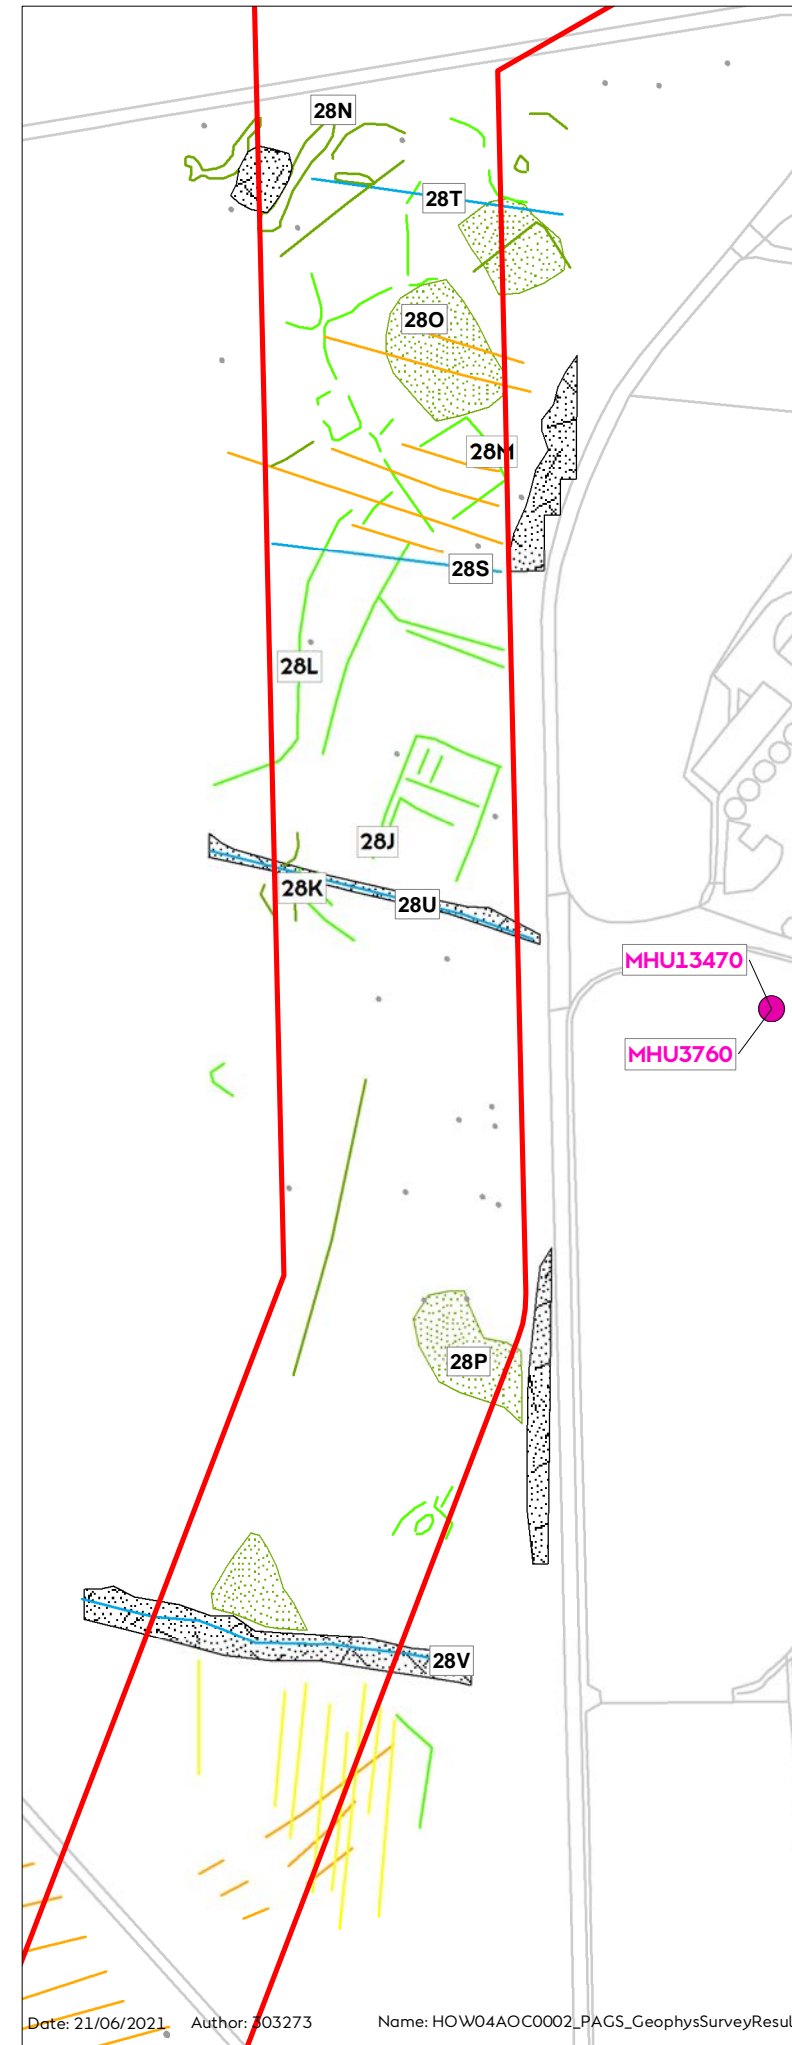 28N
28T
28O
28M
28S
28L
28J
28K
28U
MHU13470
MHU3760
28P
28V
Date: 21/06/2021 Author: 303273 Name: HOW04AOC0002_PAGS_GeophysSurveyResul